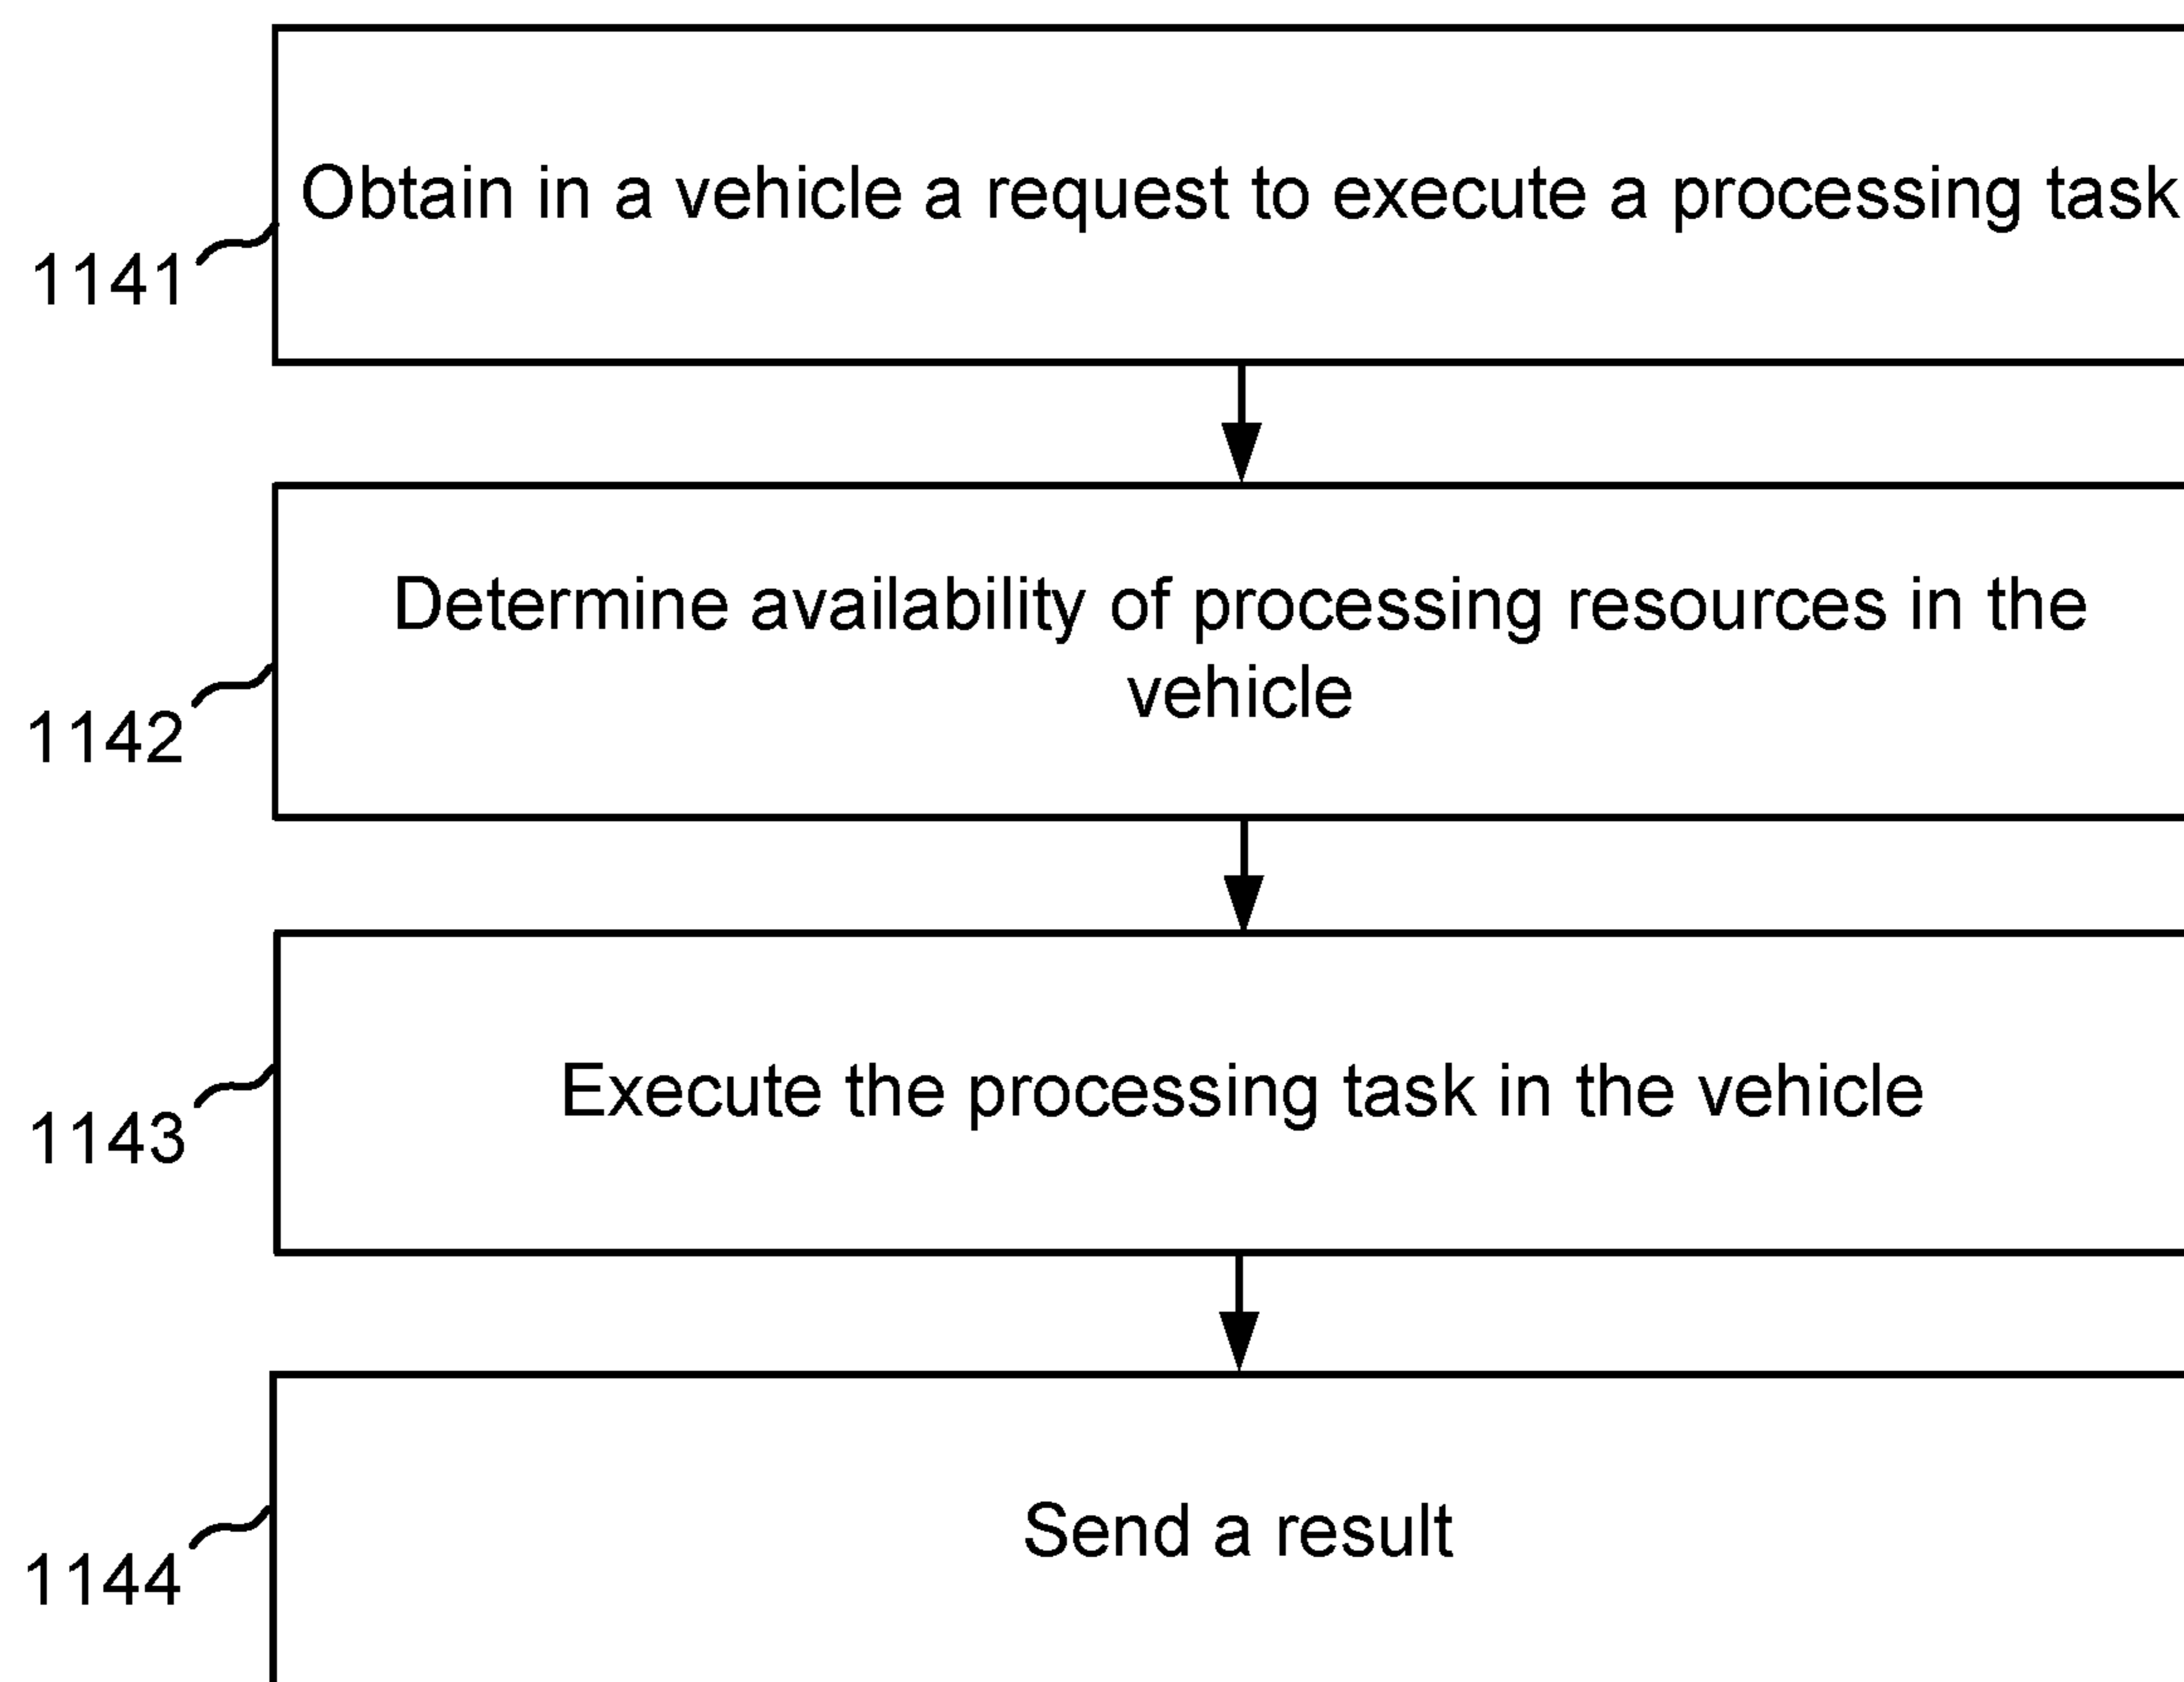 Obtain in a vehicle a request to execute a processing task
1141
Determine availability of processing resources in the
vehicle
1142
Execute the processing task in the vehicle
1143
Send a result
1144